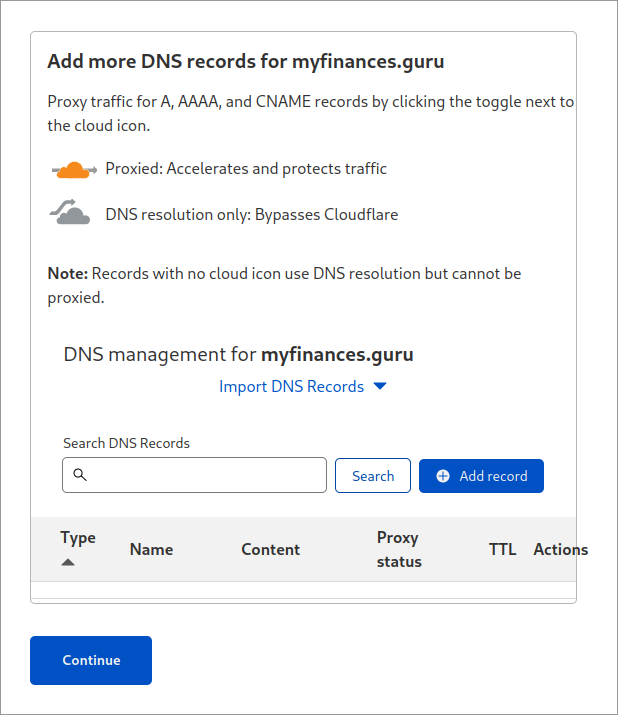 Add more DNS records for myfinances.guru
Proxy traffic for A, AAAA, and CNAME records by clicking the toggle next to
the cloud icon.
Proxied: Accelerates and protects traffic
DNS resolution only: Bypasses Cloudflare
Note: Records with no cloud icon use DNS resolution but cannot be
proxied.
DNS management for myfinances.guru
Import DNS Records
Search DNS Records
Search
Add record
Type
Name
Content
Proxy
status
TTL
Actions
Continue